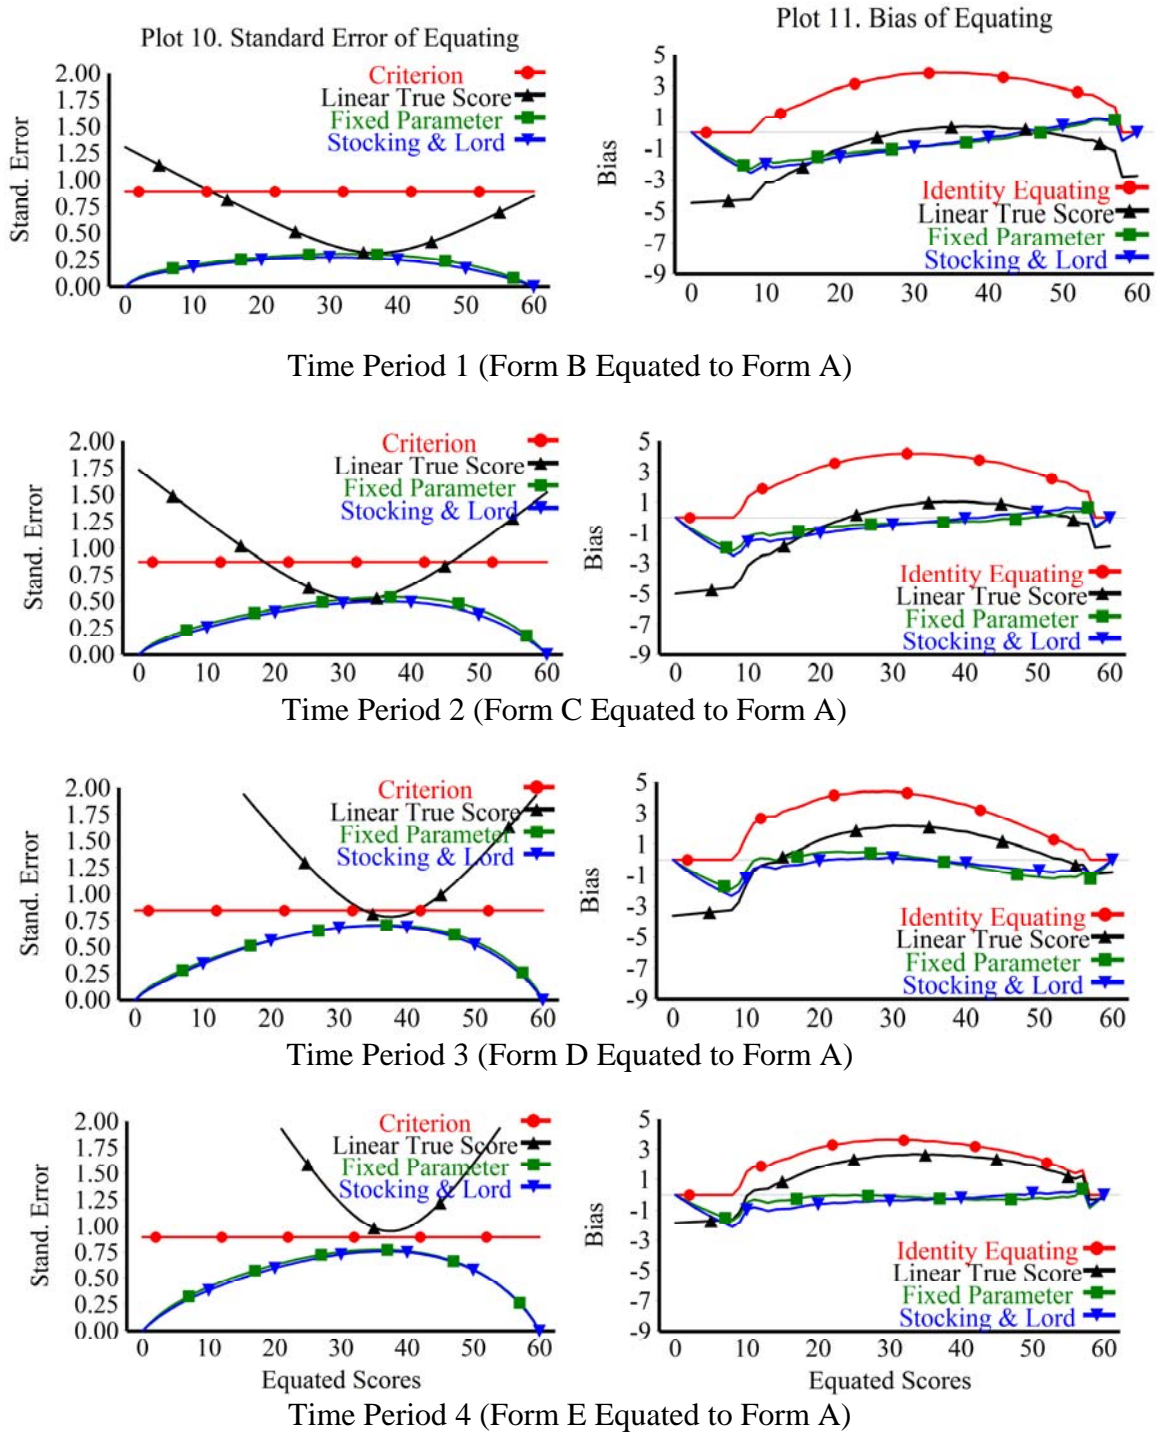 Plot 10. Standard Error of Equating
Plot 11. Bias of Equating
Stand. Error
2.00
1.75
1.50
1.25
1.00
0.75
0.50
0.25
0.00
Criterion
Linear True Score
Fixed Parameter
Stocking & Lord
0 10 20 30 40 50 60
Bias
5
3
1
-1
-3
-5
-7
-9
Identity Equating
Linear True Score
Fixed Parameter
Stocking & Lord
0 10 20 30 40 50 60
Time Period 1 (Form B Equated to Form A)
Stand. Error
2.00
1.75
1.50
1.25
1.00
0.75
0.50
0.25
0.00
Criterion
Linear True Score
Fixed Parameter
Stocking & Lord
0 10 20 30 40 50 60
Bias
5
3
1
-1
-3
-5
-7
-9
Identity Equating
Linear True Score
Fixed Parameter
Stocking & Lord
0 10 20 30 40 50 60
Time Period 2 (Form C Equated to Form A)
Stand. Error
2.00
1.75
1.50
1.25
1.00
0.75
0.50
0.25
0.00
Criterion
Linear True Score
Fixed Parameter
Stocking & Lord
0 10 20 30 40 50 60
Bias
5
3
1
-1
-3
-5
-7
-9
Identity Equating
Linear True Score
Fixed Parameter
Stocking & Lord
0 10 20 30 40 50 60
Time Period 3 (Form D Equated to Form A)
Stand. Error
2.00
1.75
1.50
1.25
1.00
0.75
0.50
0.25
0.00
Criterion
Linear True Score
Fixed Parameter
Stocking & Lord
0 10 20 30 40 50 60
Equated Scores
Bias
5
3
1
-1
-3
-5
-7
-9
Identity Equating
Linear True Score
Fixed Parameter
Stocking & Lord
0 10 20 30 40 50 60
Equated Scores
Time Period 4 (Form E Equated to Form A)